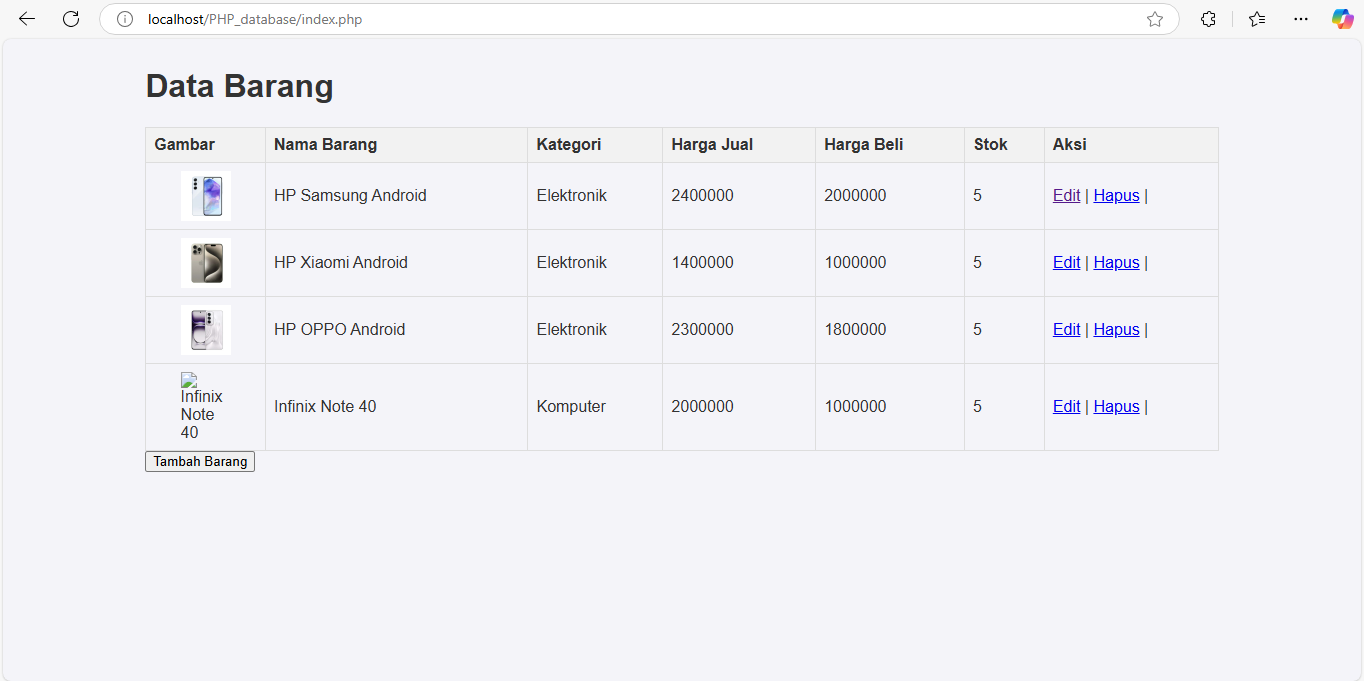 localhost/PHP_database/index.php
Data Barang
Gambar Nama Barang Kategori Harga Jual Harga Beli Stok Aksi
HP Samsung Android Elektronik 2400000 2000000 5 Edit | Hapus |
HP Xiaomi Android Elektronik 1400000 1000000 5 Edit | Hapus |
HP OPPO Android Elektronik 2300000 1800000 5 Edit | Hapus |
Infinix
Note
40
Infinix Note 40 Komputer 2000000 1000000 5 Edit | Hapus |
Tambah Barang